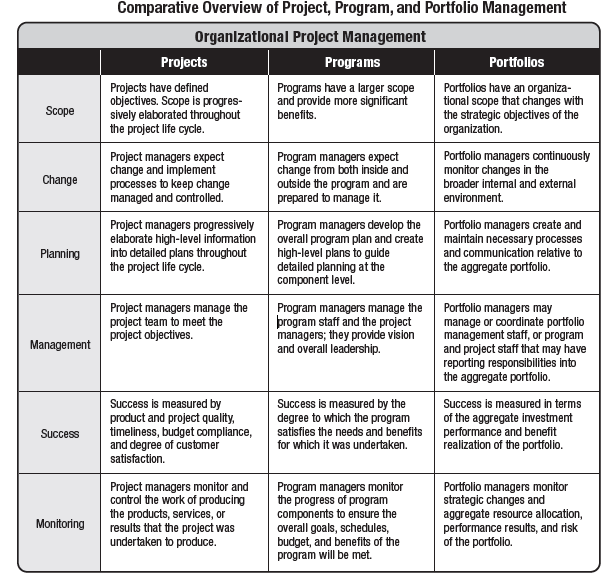 Comparative Overview of Project, Program, and Portfolio Management
Organizational Project Management
Projects
Programs
Portfolios
Scope
Projects have defined
objectives. Scope is progres-
sively elaborated throughout
the project life cycle.
Programs have a larger scope
and provide more significant
benefits.
Portfolios have an organiza-
tional scope that changes with
the strategic objectives of the
organization.
Change
Project managers expect
change and implement
processes to keep change
managed and controlled.
Program managers expect
change from both inside and
outside the program and are
prepared to manage it.
Portfolio managers continuously
monitor changes in the
broader internal and external
environment.
Planning
Project managers progressively
elaborate high-level information
into detailed plans throughout
the project life cycle.
Program managers develop the
overall program plan and create
high-level plans to guide
detailed planning at the
component level.
Portfolio managers create and
maintain necessary processes
and communication relative to
the aggregate portfolio.
Management
Project managers manage the
project team to meet the
project objectives.
Program managers manage the
program staff and the project
managers; they provide vision
and overall leadership.
Portfolio managers may
manage or coordinate portfolio
management staff, or program
and project staff that may have
reporting responsibilities into
the aggregate portfolio.
Success
Success is measured by
product and project quality,
timeliness, budget compliance,
and degree of customer
satisfaction.
Success is measured by the
degree to which the program
satisfies the needs and benefits
for which it was undertaken.
Success is measured in terms
of the aggregate investment
performance and benefit
realization of the portfolio.
Monitoring
Project managers monitor and
control the work of producing
the products, services, or
results that the project was
undertaken to produce.
Program managers monitor
the progress of program
components to ensure the
overall goals, schedules,
budget, and benefits of the
program will be met.
Portfolio managers monitor
strategic changes and
aggregate resource allocation,
performance results, and risk
of the portfolio.